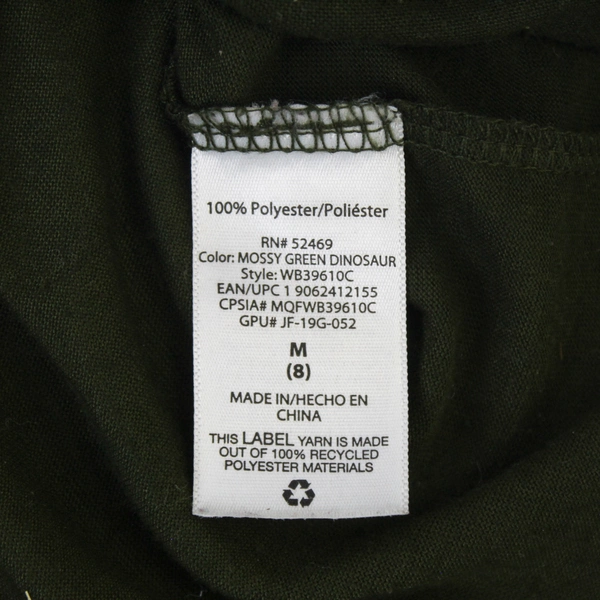 100% Polyester/Poliéster
RN# 52469
Color: MOSSY GREEN DINOSAUR
Style: WB39610C
EAN/UPC 1 9062412155
CPSIA# MQFWB39610C
GPU# JF-19G-052
M
(8)
MADE IN/HECHO EN
CHINA
THIS LABEL YARN IS MADE
OUT OF 100% RECYCLED
POLYESTER MATERIALS